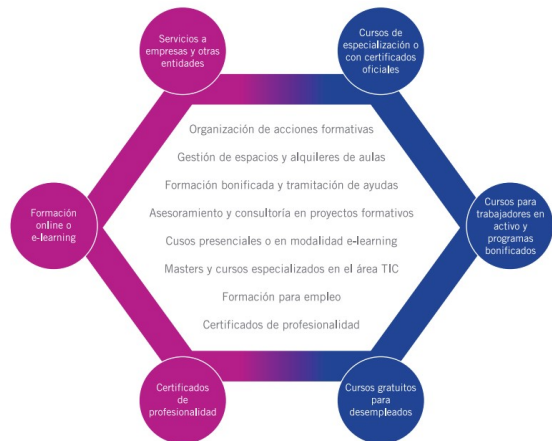 Servicios a
empresas y otras
entidades
Cursos de
especialización o
con certificados
oficiales
Organización de acciones formativas
Gestión de espacios y alquileres de aulas
Formación bonificada y tramitación de ayudas
Asesoramiento y consultoría en proyectos formativos
Cusos presenciales o en modalidad e-learning
Masters y cursos especializados en el área TIC
Formación para empleo
Certificados de profesionalidad
Formación
online o
e-learning
Cursos para
trabajadores en
activo y
programas
bonificados
Certificados
de
profesionalidad
Cursos gratuitos
para
desempleados